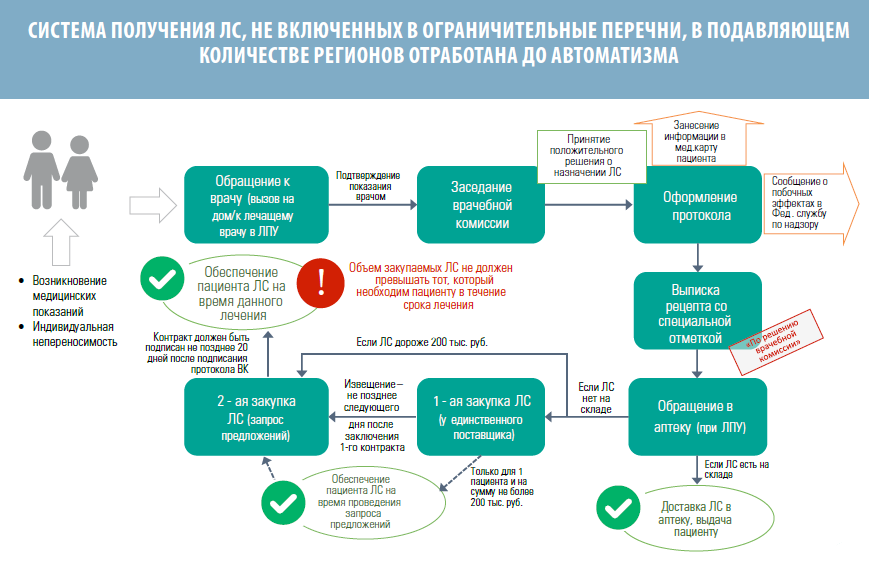 СИСТЕМА ПОЛУЧЕНИЯ ЛС, НЕ ВКЛЮЧЕННЫХ В ОГРАНИЧИТЕЛЬНЫЕ ПЕРЕЧНИ, В ПОДАВЛЯЮЩЕМ
КОЛИЧЕСТВЕ РЕГИОНОВ ОТРАБОТАНА ДО АВТОМАТИЗМА
• Возникновение
медицинских
показаний
• Индивидуальная
непереносимость
Обращение к
врачу (вызов на
дом/к лечащему
врачу в ЛПУ)
Подтверждение
показания
врачом
Заседание
врачебной
комиссии
Принятие
положительного
решения о
назначении ЛС
Занесение
информации в
мед.карту
пациента
Оформление
протокола
Сообщение о
побочных
эффектах в
Фед. службу
по надзору
Выписка
рецепта со
специальной
отметкой
«По решению
врачебной
комиссии»
Обращение в
аптеку (при ЛПУ)
Если ЛС есть на
складе
Доставка ЛС в
аптеку, выдача
пациенту
Если ЛС
нет на
складе
Если ЛС дороже 200 тыс. руб.
1 - ая закупка ЛС
(у единственного
поставщика)
Только для 1
пациента и на
сумму не более
200 тыс. руб.
Обеспечение
пациента ЛС на
время проведения
запроса
предложений
Извещение –
не позднее
следующего
дня после
заключения
1-го контракта
2 - ая закупка
ЛС (запрос
предложений)
Контракт должен быть
подписан не позднее 20
дней после подписания
протокола ВК
Обеспечение
пациента ЛС на
время данного
лечения
!
Объем закупаемых ЛС не должен
превышать тот, который
необходим пациенту в течение
срока лечения